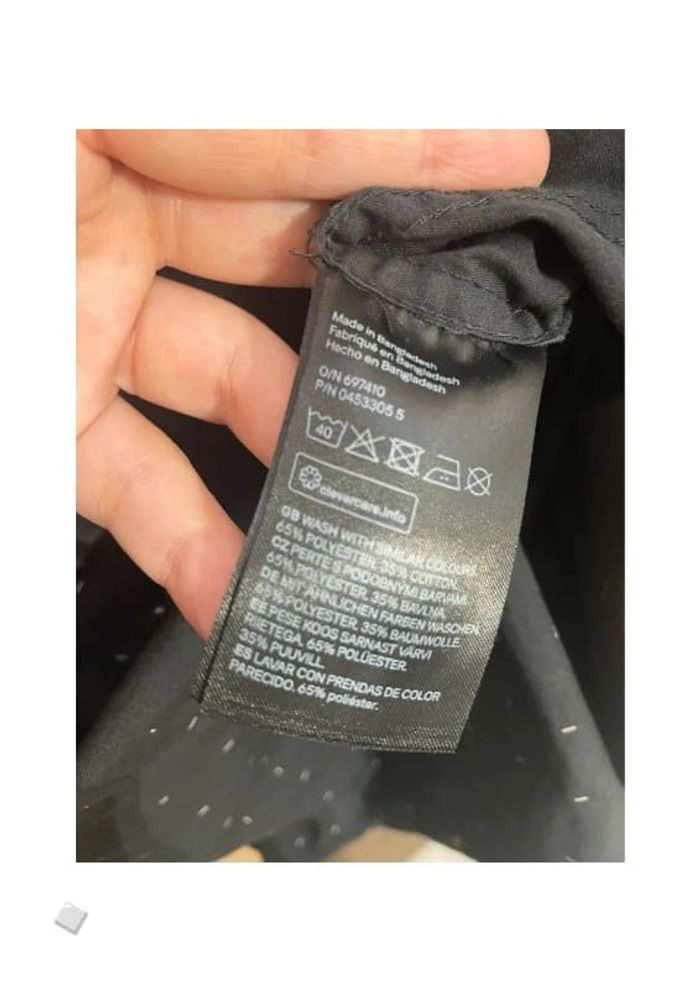 Made in Bangladesh
Fabriqué en Bangladesh
Hecho en Bangladesh
O/N 697410
P/N 0453305 5
40
clevercare.info
GB WASH WITH SIMILAR COLOURS.
65% POLYESTER, 35% COTTON.
CZ PERTE S PODOBNÝMI BARVAMI.
65% POLYESTER, 35% BAVLNA.
DE MIT ÄHNLICHEN FARBEN WASCHEN.
65% POLYESTER, 35% BAUMWOLLE.
EE PESE KOOS SARNAST VÄRVI
RIIETEGA. 65% POLÜESTER,
35% PUUVILL.
ES LAVAR CON PRENDAS DE COLOR
PARECIDO. 65% poliéster,